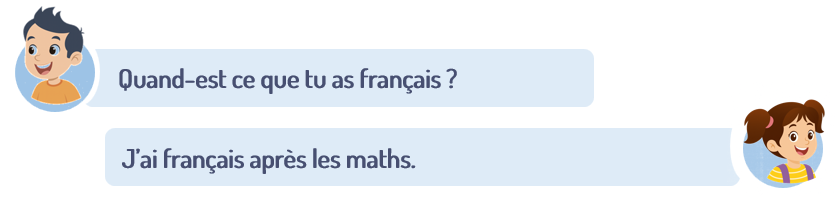 Quand-est ce que tu as français ?
J'ai français après les maths.